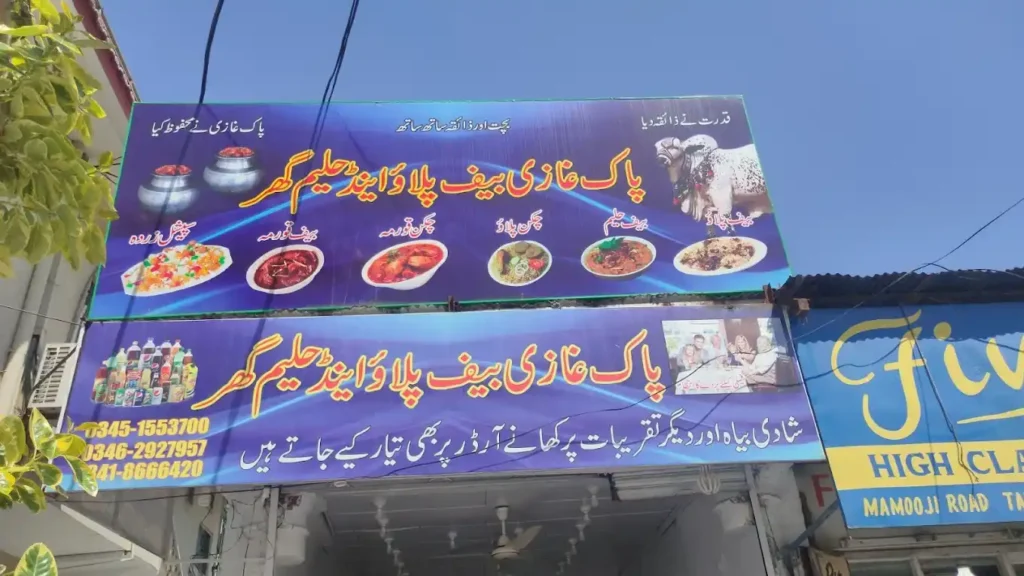 قدرت نے ذائقہ دیا
بچت اور ذائقہ ساتھ ساتھ
پاک غازی نے محفوظ کیا
پاک غازی بیف پلاؤ اینڈ حلیم گھر
بیف پلاؤ
بیف حلیم
چکن پلاؤ
چکن قورمہ
بیف قورمہ
سپیشل زردہ
پاک غازی بیف پلاؤ اینڈ حلیم گھر
شادی بیاہ اور دیگر تقریبات پر کھانے آرڈر پر بھی تیار کیے جاتے ہیں
0345-1553700
0346-2927957
0341-8666420
HIGH CLA
MAMOOJI ROAD TA